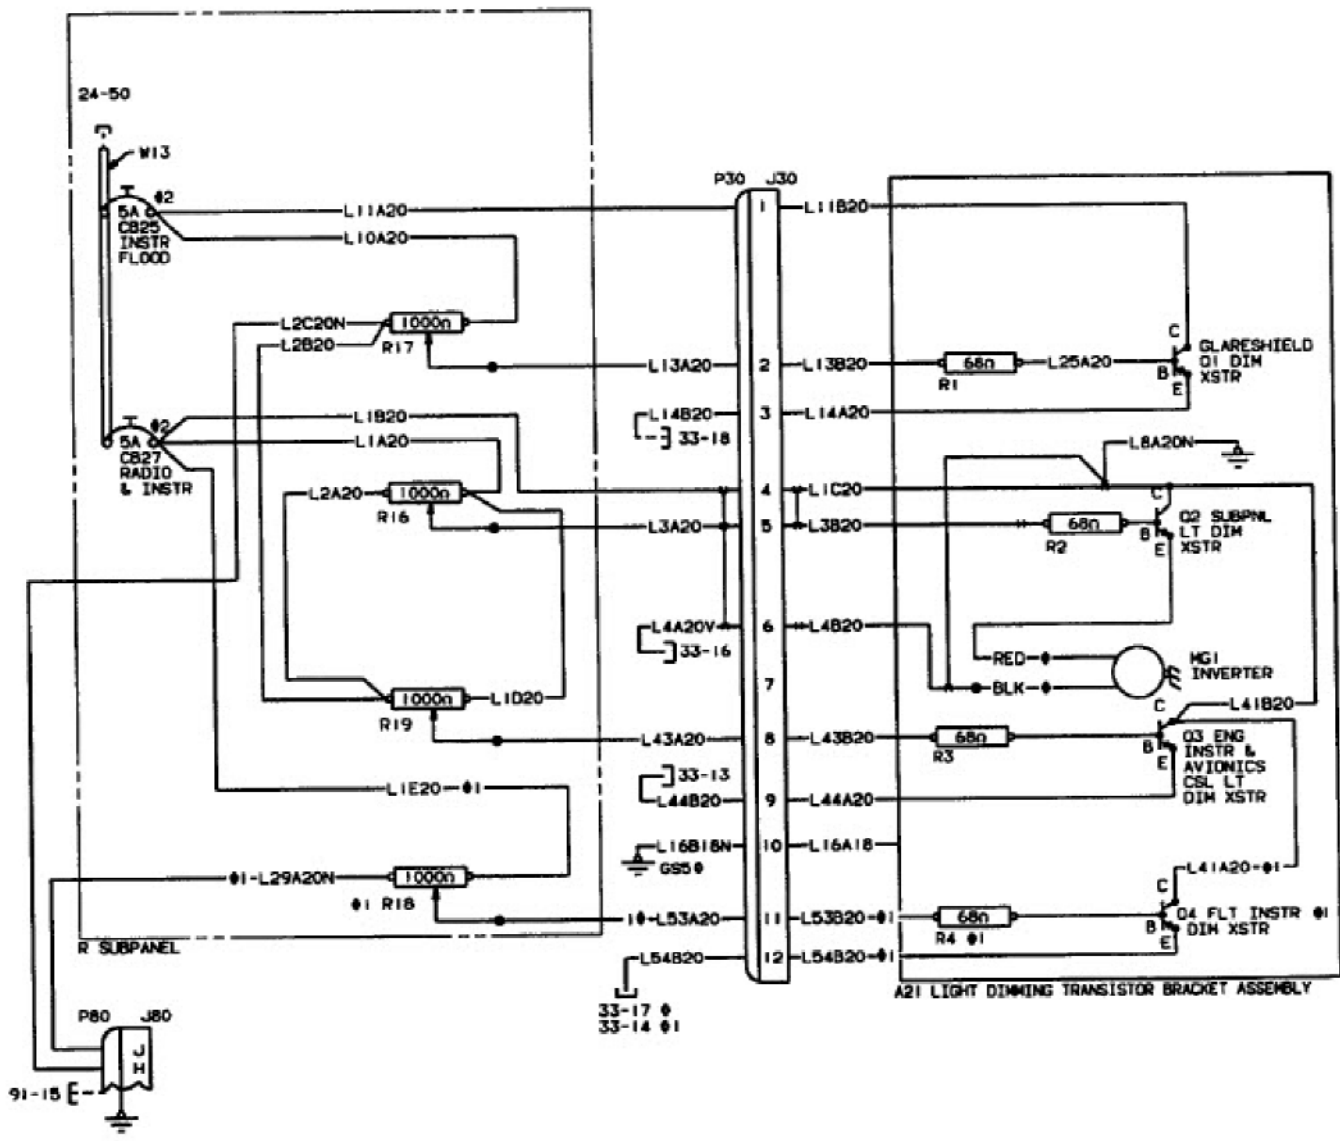 24-50
W13
P30 J30
5A
CB25
INSTR
FLOOD
ϕ2
L11A20
L10A20
1
L11B20
L2C20N
L2B20
1000Ω
R17
L13A20
2
L13B20
68Ω
R1
L25A20
C
B
E
GLARESHIELD
Q1 DIM
XSTR
L14B20
33-18
3
L14A20
5A
CB27
RADIO
& INSTR
ϕ2
L1B20
L1A20
L2A20
1000Ω
R16
4
L1C20
L8A20N
L3A20
5
L3B20
68Ω
R2
C
B
E
Q2 SUBPNL
LT DIM
XSTR
L4A20V
33-16
6
L4B20
RED
BLK
MG1
INVERTER
7
1000Ω
R19
L1D20
L43A20
8
L43B20
68Ω
R3
C
B
E
L41B20
Q3 ENG
INSTR &
AVIONICS
CSL LT
DIM XSTR
33-13
L44B20
9
L44A20
L1E20 ϕ1
L16B18N
GS5ϕ
10
L16A18
ϕ1-L29A20N
1000Ω
ϕ1 R18
1ϕ-L53A20
11
L53B20-ϕ1
68Ω
R4 ϕ1
L41A20-ϕ1
C
B
E
Q4 FLT INSTR ϕ1
DIM XSTR
L54B20
12
L54B20-ϕ1
33-17 ϕ
33-14 ϕ1
R SUBPANEL
A21 LIGHT DIMMING TRANSISTOR BRACKET ASSEMBLY
P80 J80
J
H
91-15